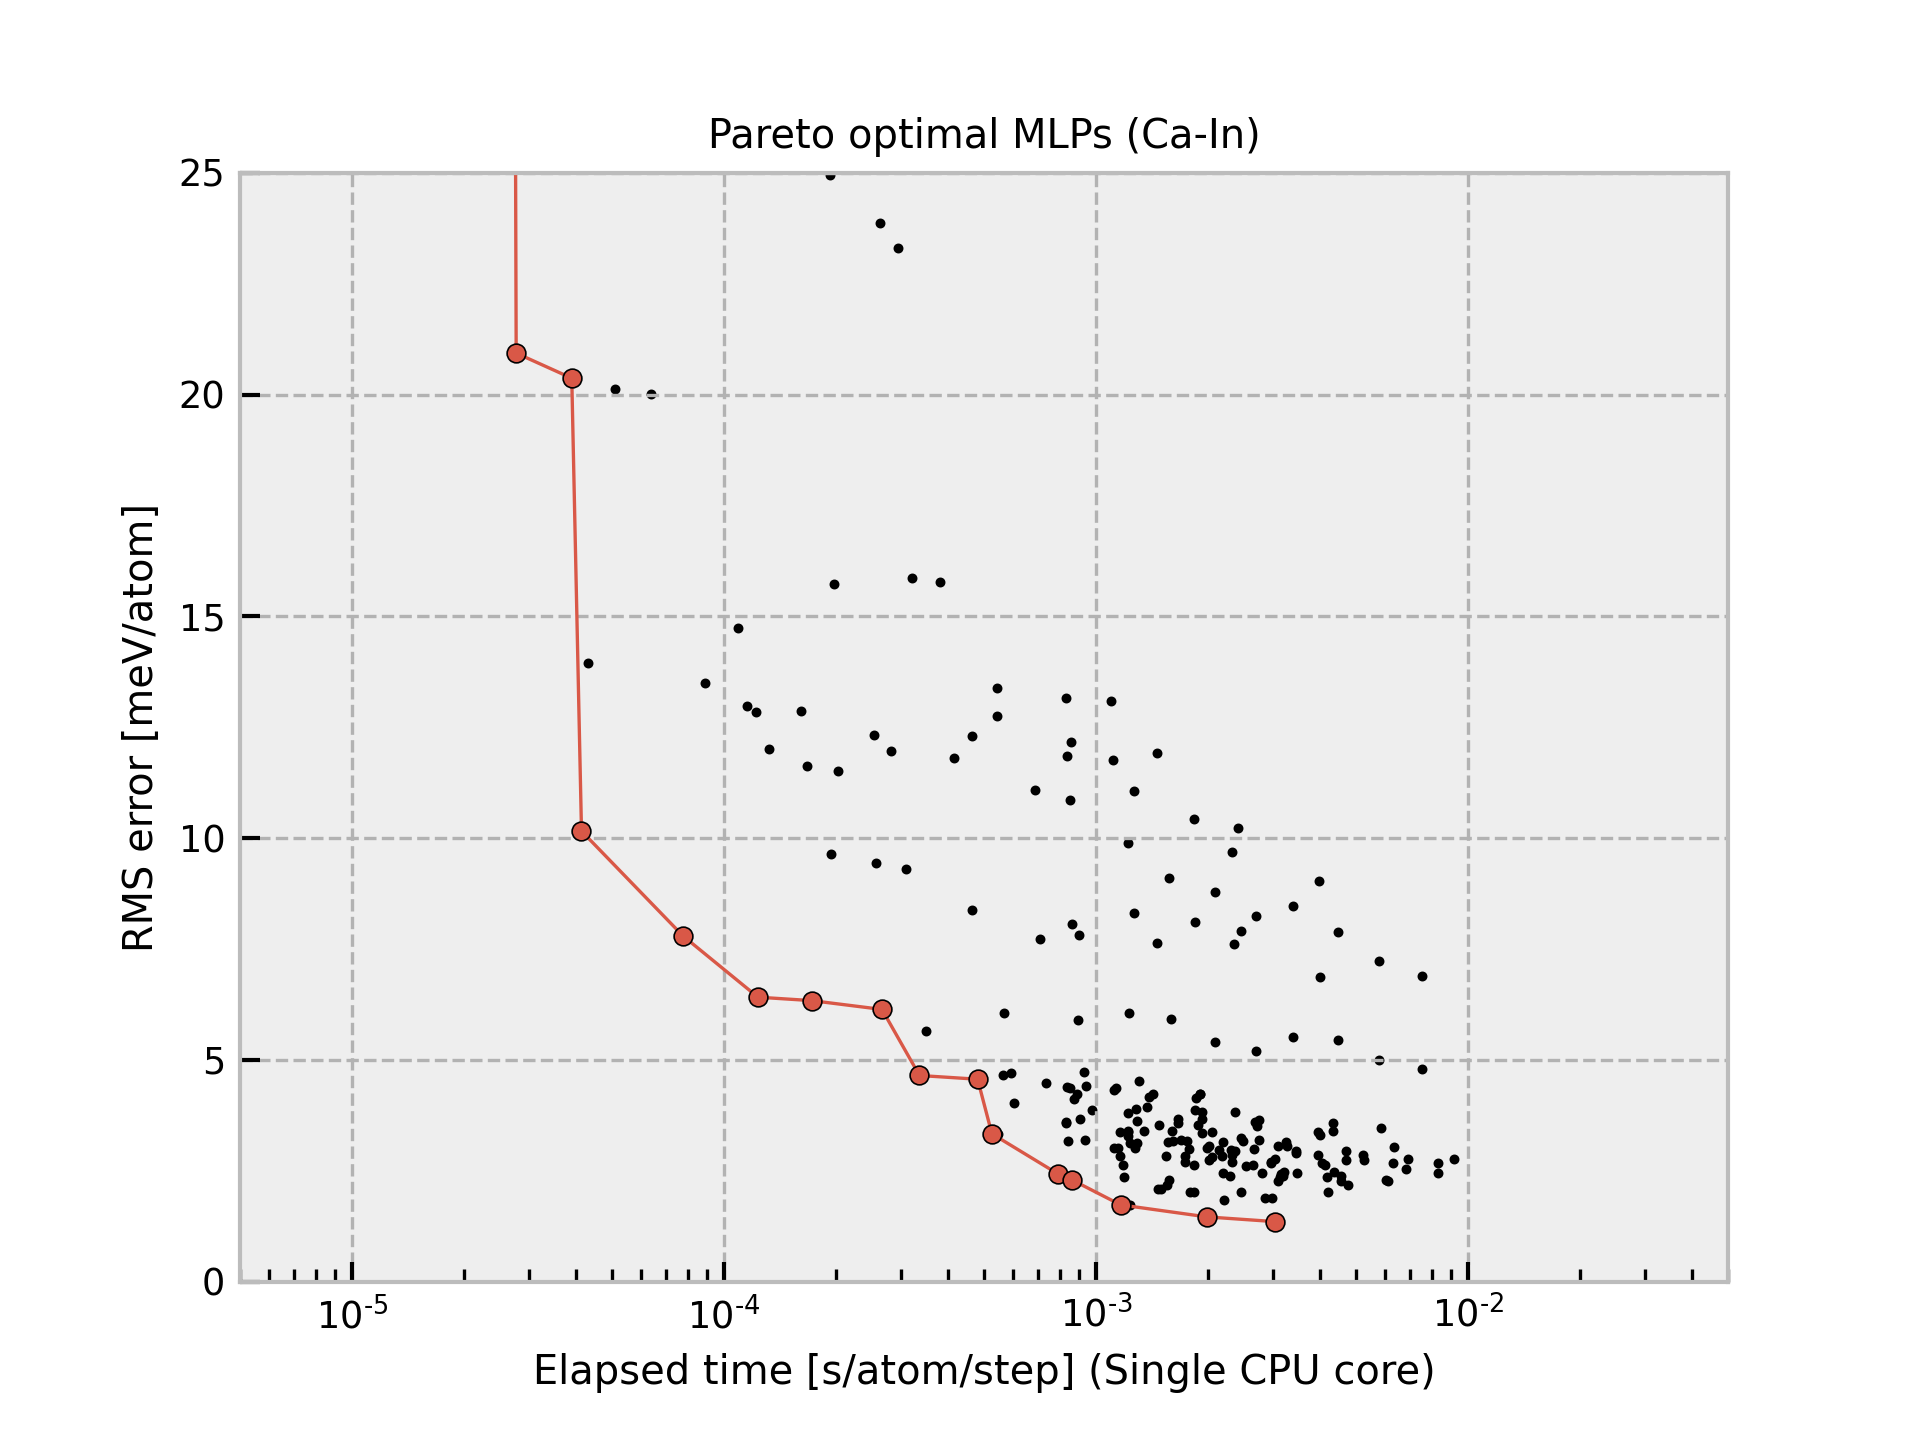 Pareto optimal MLPs (Ca-In)
25
20
15
10
5
0
RMS error [meV/atom]
10-5 10-4 10-3 10-2
Elapsed time [s/atom/step] (Single CPU core)